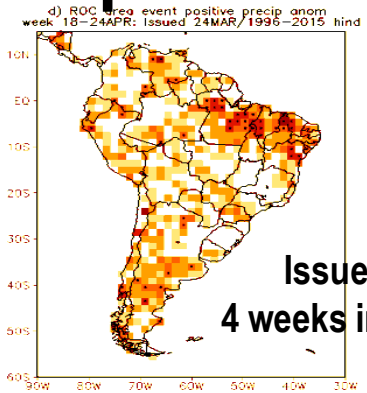 d) ROC area event positive precip anom
week 18-24APR: Issued 24MAR/1996-2015 hind
10N
EQ
10S
20S
30S
40S
50S
60S
90W 80W 70W 60W 50W 40W 30W
Issue
4 weeks i